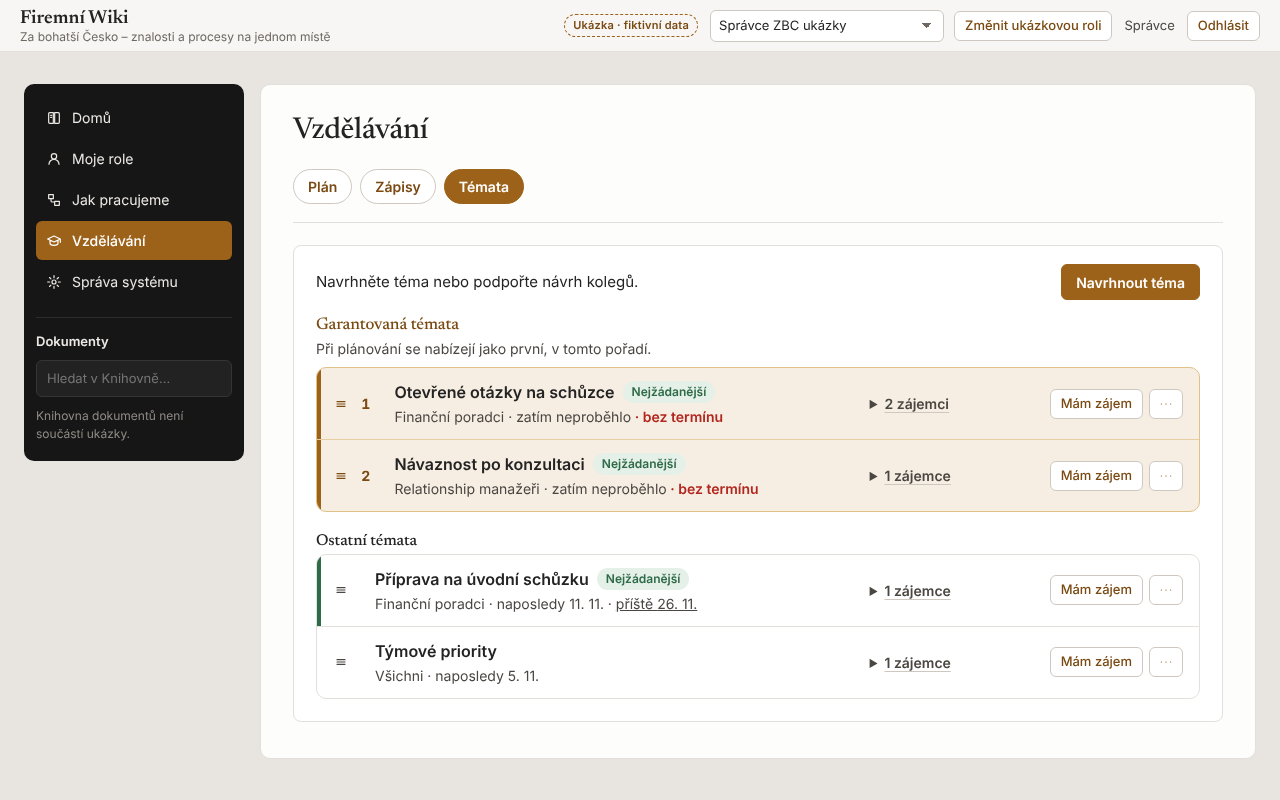 Firemní Wiki
Za bohatší Česko – znalosti a procesy na jednom místě
Ukázka · fiktivní data
Správce ZBC ukázky
Změnit ukázkovou roli
Správce
Odhlásit
Domů
Moje role
Jak pracujeme
Vzdělávání
Správa systému
Dokumenty
Hledat v Knihovně...
Knihovna dokumentů není
součástí ukázky.
Vzdělávání
Plán
Zápisy
Témata
Navrhněte téma nebo podpořte návrh kolegů.
Navrhnout téma
Garantovaná témata
Při plánování se nabízejí jako první, v tomto pořadí.
1
Otevřené otázky na schůzce Nejžádanější
Finanční poradci · zatím neproběhlo · bez termínu
2 zájemci
Mám zájem
...
2
Návaznost po konzultaci Nejžádanější
Relationship manažeři · zatím neproběhlo · bez termínu
1 zájemce
Mám zájem
...
Ostatní témata
Příprava na úvodní schůzku Nejžádanější
Finanční poradci · naposledy 11. 11. · příště 26. 11.
1 zájemce
Mám zájem
...
Týmové priority
Všichni · naposledy 5. 11.
1 zájemce
Mám zájem
...